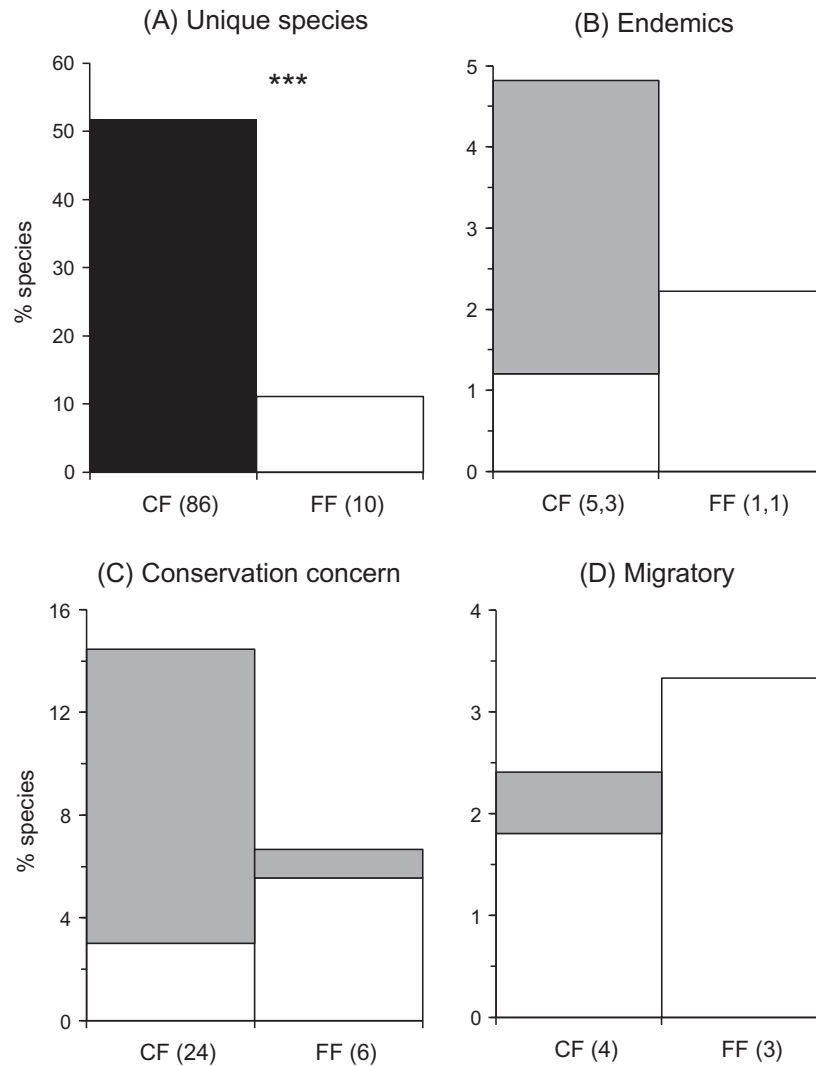 (A) Unique species
60
50
40
30
20
10
0
% species
***
CF (86)
FF (10)
(B) Endemics
5
4
3
2
1
0
CF (5,3)
FF (1,1)
(C) Conservation concern
16
12
8
4
0
% species
CF (24)
FF (6)
(D) Migratory
4
3
2
1
0
CF (4)
FF (3)